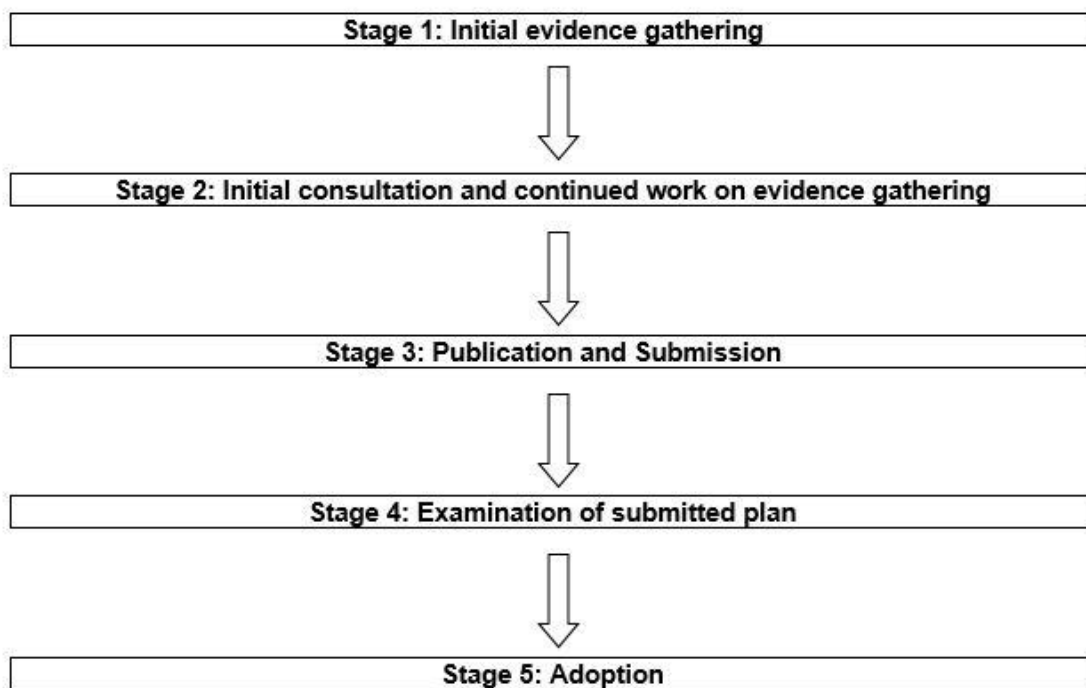 Stage 1: Initial evidence gathering
Stage 2: Initial consultation and continued work on evidence gathering
Stage 3: Publication and Submission
Stage 4: Examination of submitted plan
Stage 5: Adoption